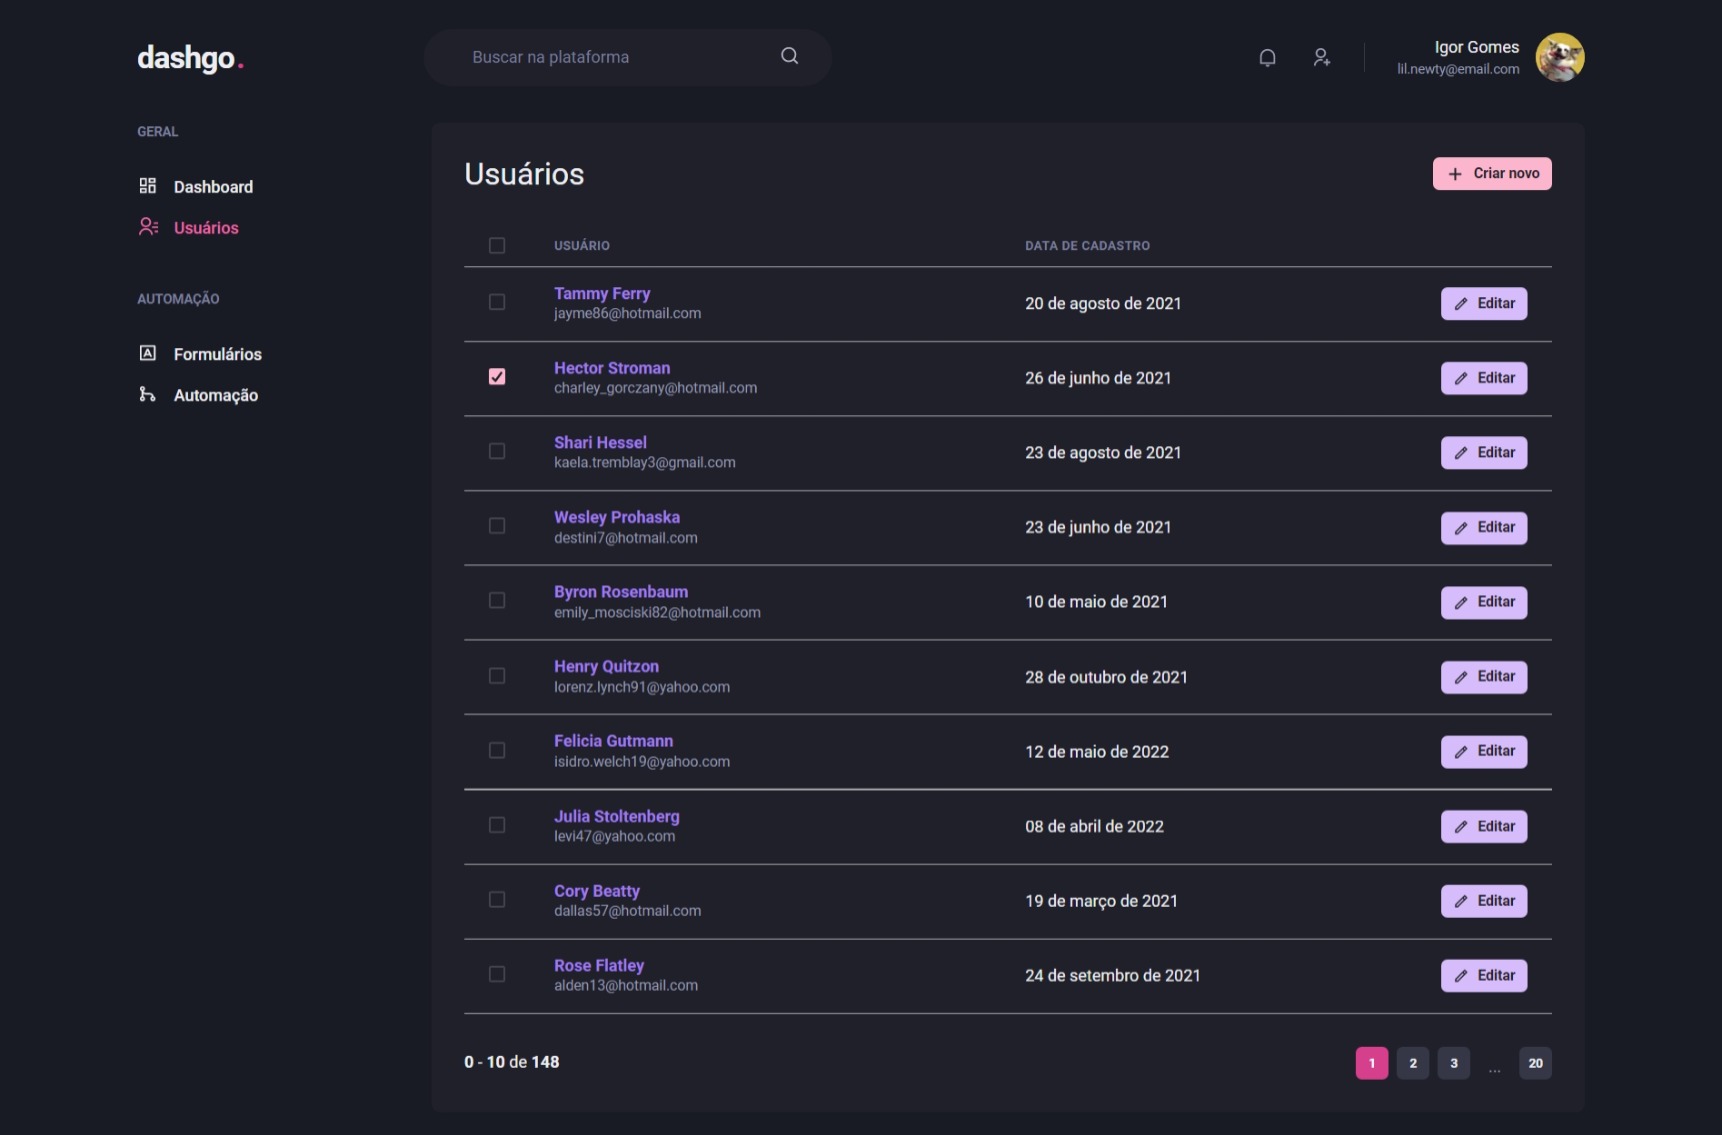 dashgo.
Buscar na plataforma
Igor Gomes
lil.newty@email.com
GERAL
Dashboard
Usuários
AUTOMAÇÃO
Formulários
Automação
Usuários
Criar novo
USUÁRIO DATA DE CADASTRO
Tammy Ferry
jayme86@hotmail.com
20 de agosto de 2021
Editar
Hector Stroman
charley_gorczany@hotmail.com
26 de junho de 2021
Editar
Shari Hessel
kaela.tremblay3@gmail.com
23 de agosto de 2021
Editar
Wesley Prohaska
destini7@hotmail.com
23 de junho de 2021
Editar
Byron Rosenbaum
emily_mosciski82@hotmail.com
10 de maio de 2021
Editar
Henry Quitzon
lorenz.lynch91@yahoo.com
28 de outubro de 2021
Editar
Felicia Gutmann
isidro.welch19@yahoo.com
12 de maio de 2022
Editar
Julia Stoltenberg
levi47@yahoo.com
08 de abril de 2022
Editar
Cory Beatty
dallas57@hotmail.com
19 de março de 2021
Editar
Rose Flatley
alden13@hotmail.com
24 de setembro de 2021
Editar
0 - 10 de 148
1 2 3 ... 20